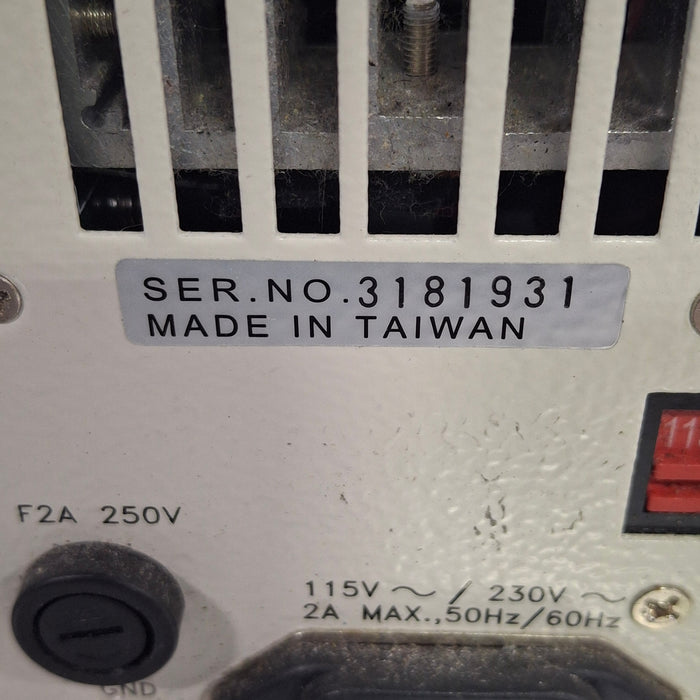 SER.NO.3181931
MADE IN TAIWAN
F2A 250V
115V ~ / 230V ~
2A MAX.,50Hz/60Hz
GND